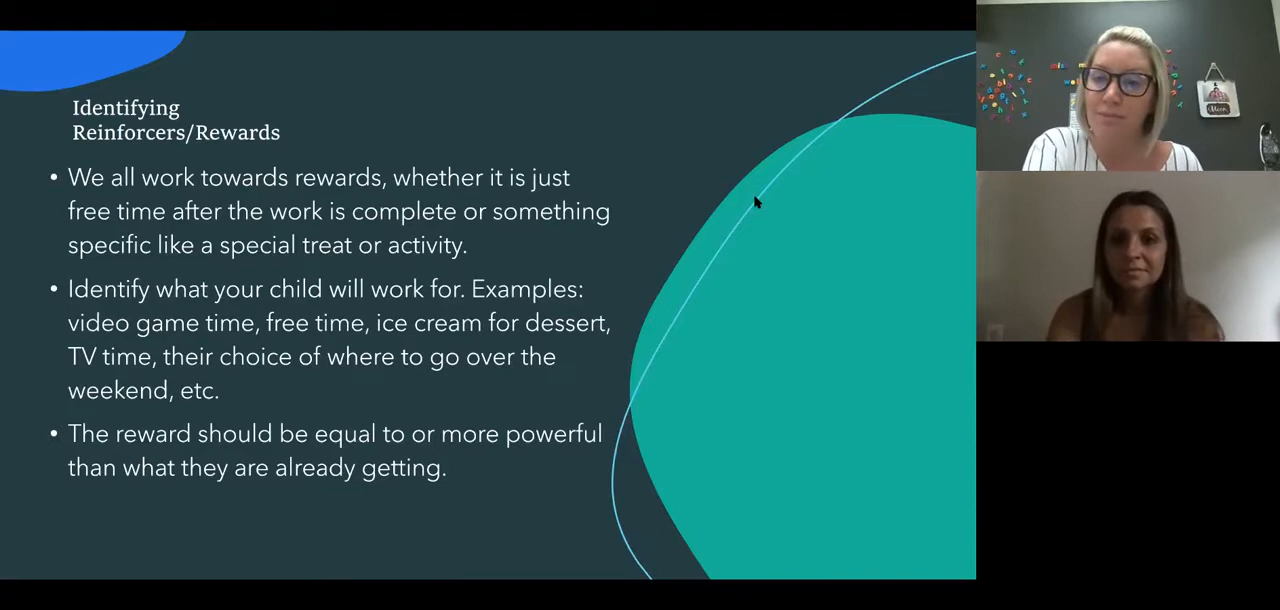 Identifying
Reinforcers/Rewards
• We all work towards rewards, whether it is just
free time after the work is complete or something
specific like a special treat or activity.
• Identify what your child will work for. Examples:
video game time, free time, ice cream for dessert,
TV time, their choice of where to go over the
weekend, etc.
• The reward should be equal to or more powerful
than what they are already getting.